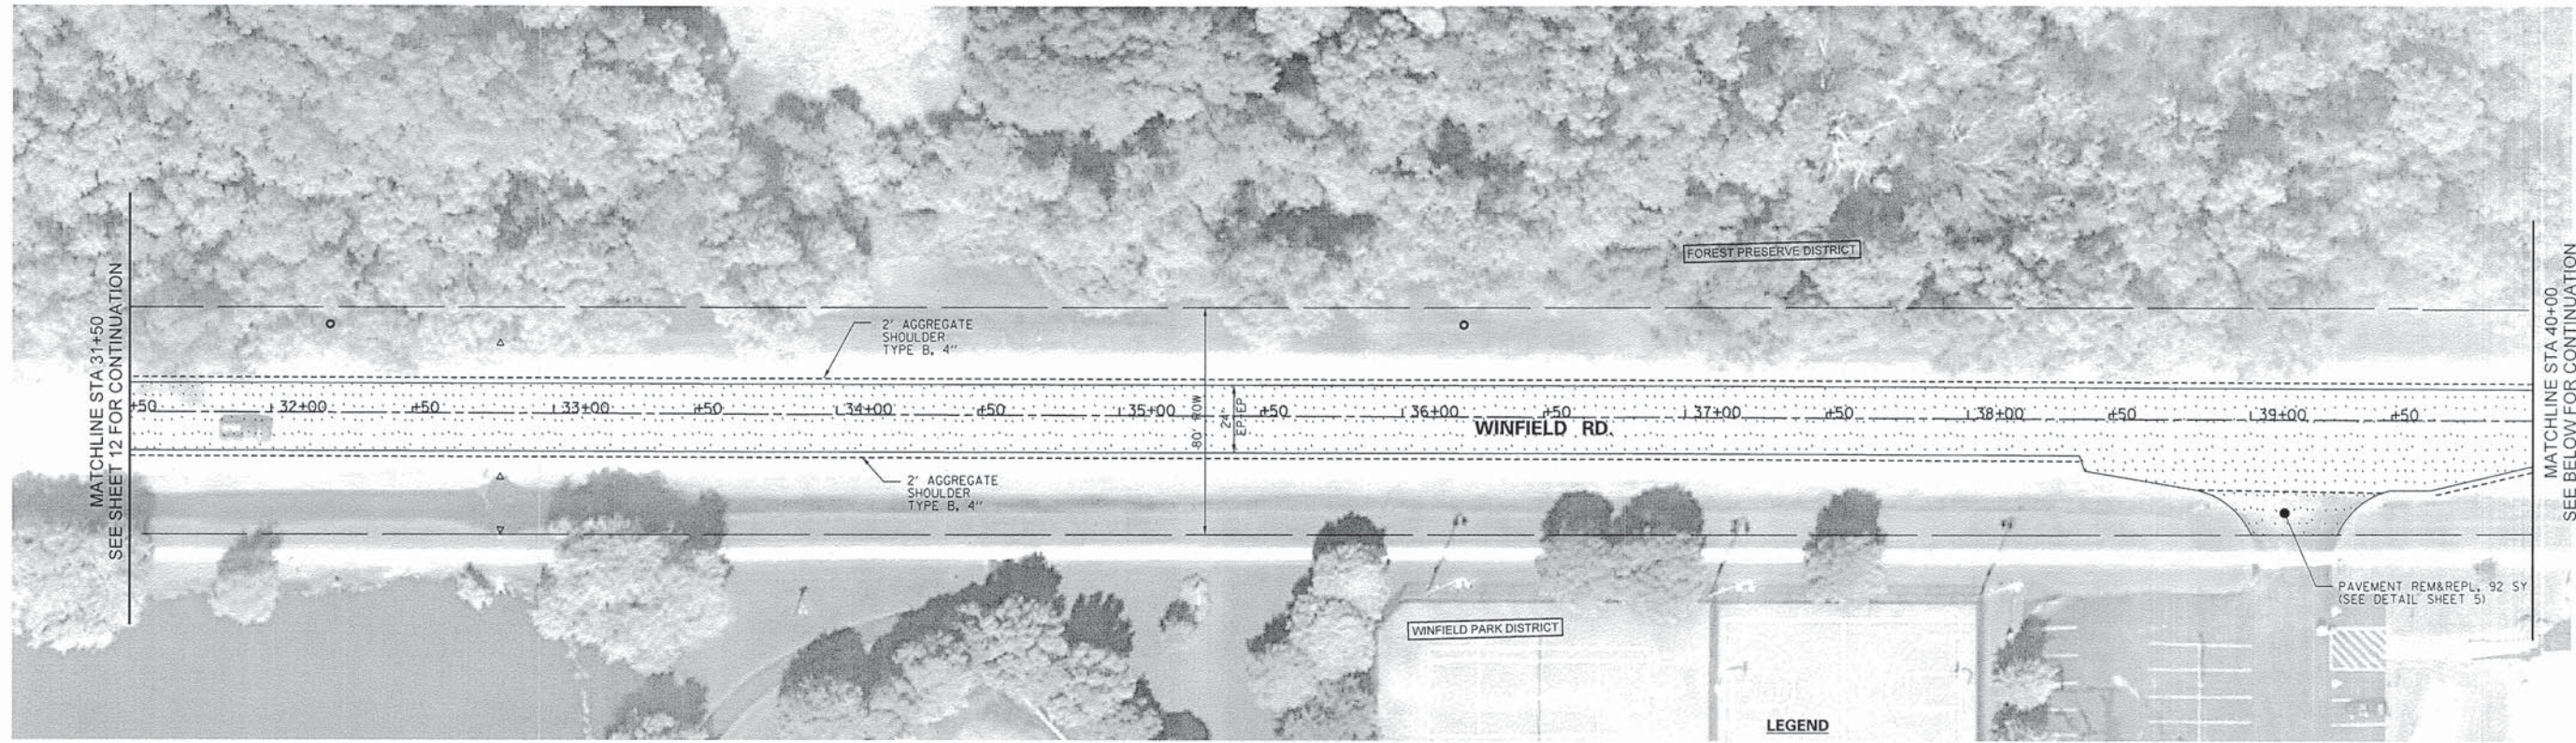 FOREST PRESERVE DISTRICT
MATCHLINE STA 31+50
SEE SHEET 12 FOR CONTINUATION
2' AGGREGATE
SHOULDER
TYPE B, 4"
+50 32+00 +50 33+00 +50 34+00 +50 35+00 +50 36+00 +50 37+00 +50 38+00 +50 39+00 +50
80' ROW
24'
EP-EP
WINFIELD RD.
2' AGGREGATE
SHOULDER
TYPE B, 4"
PAVEMENT REM&REPL, 92 SY
(SEE DETAIL SHEET 5)
WINFIELD PARK DISTRICT
LEGEND
MATCHLINE STA 40+00
SEE BELOW FOR CONTINUATION